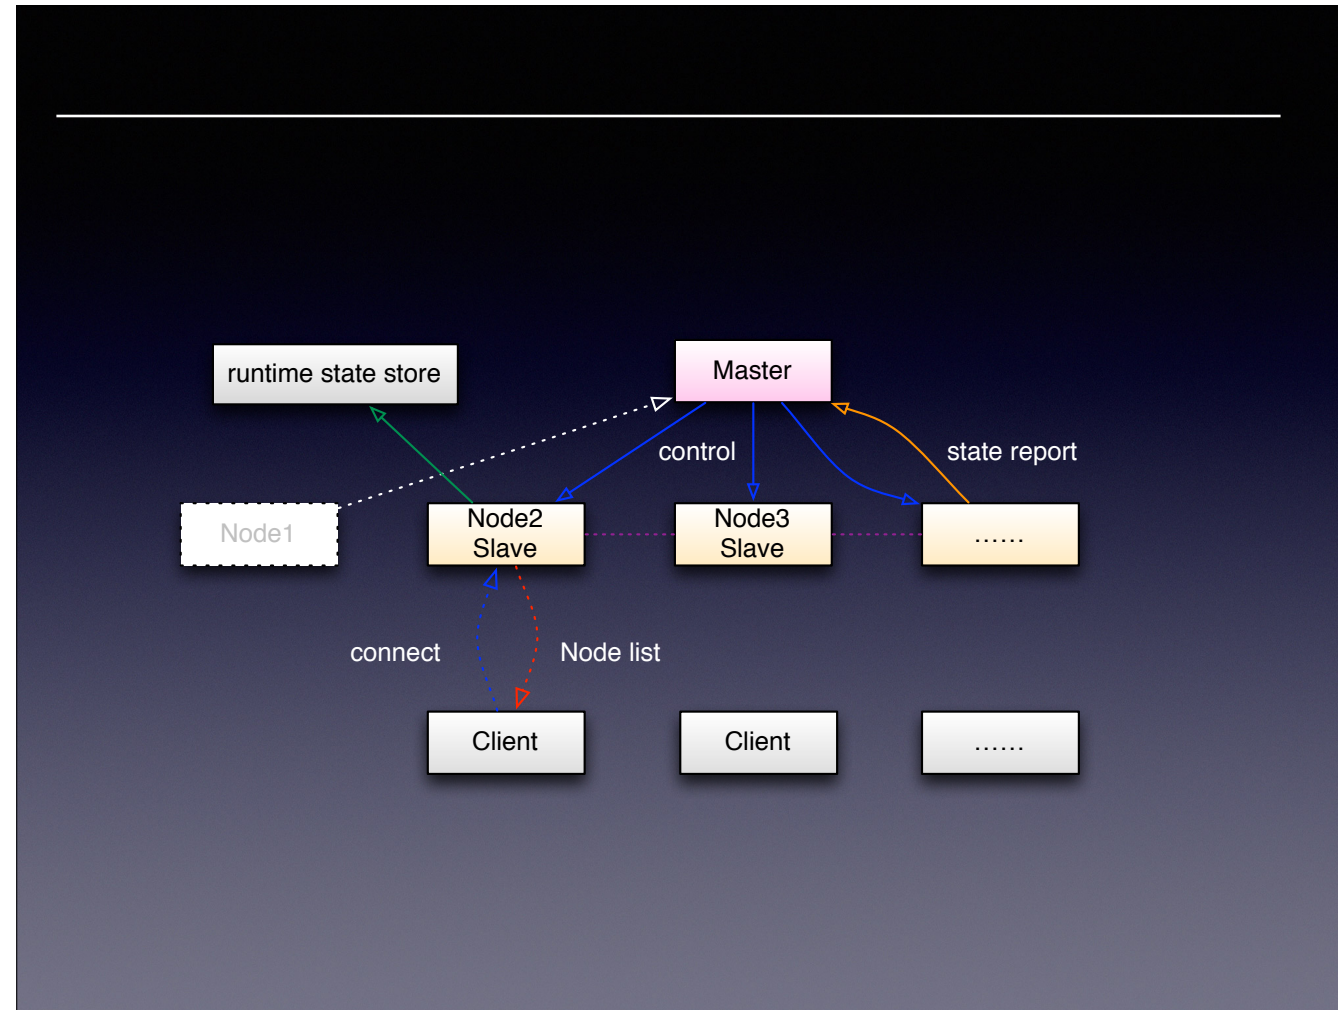 runtime state store
Master
control
state report
Node1
Node2
Slave
Node3
Slave
......
connect
Node list
Client
Client
......